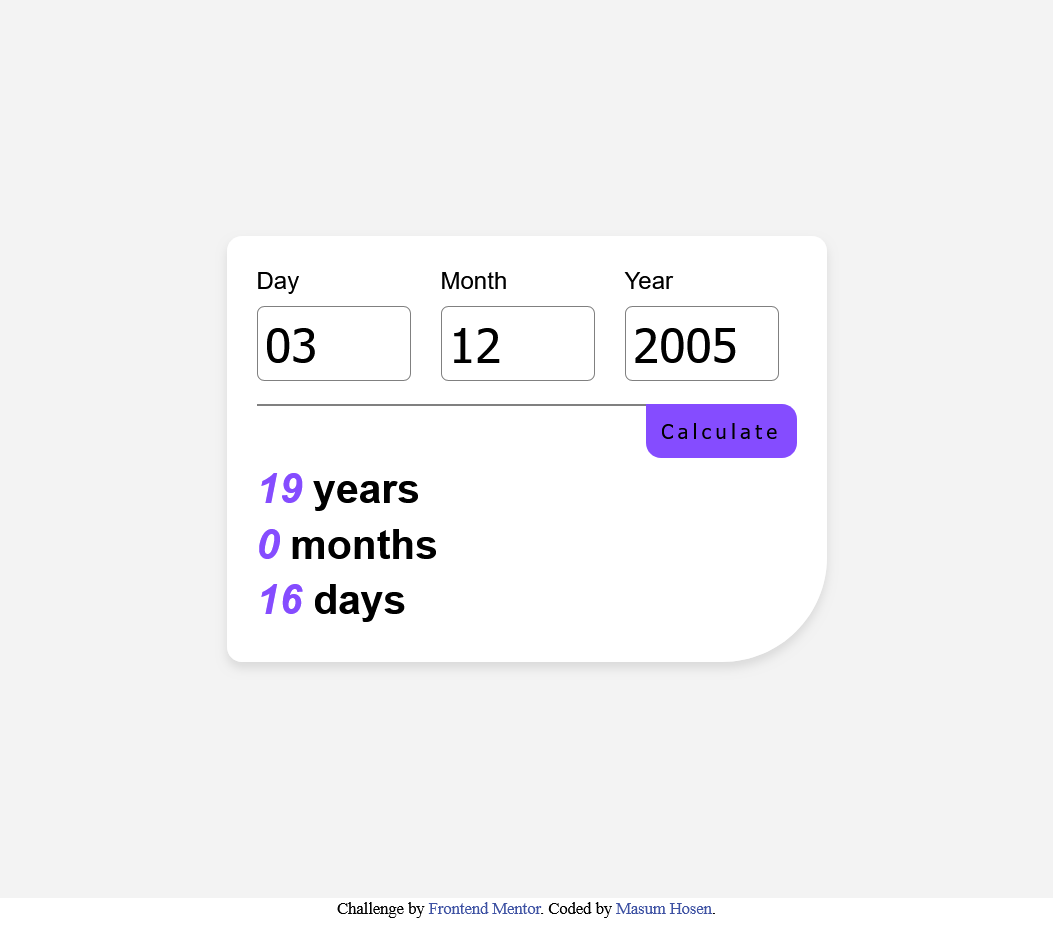 Day Month Year
03 12 2005
Calculate
19 years
0 months
16 days
Challenge by Frontend Mentor. Coded by Masum Hosen.